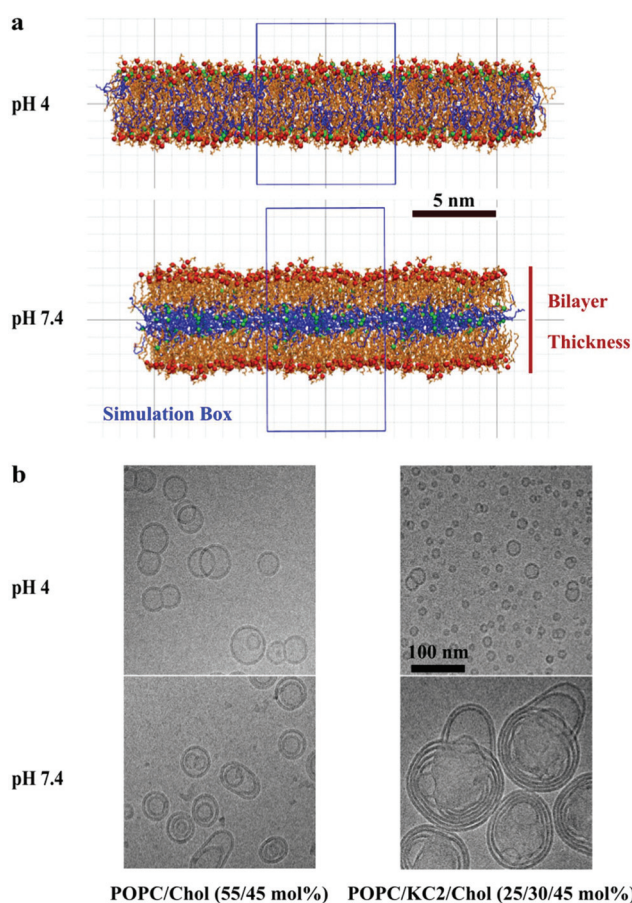 a
pH 4
5 nm
pH 7.4
Bilayer
Thickness
Simulation Box
b
pH 4
100 nm
pH 7.4
POPC/Chol (55/45 mol%) POPC/KC2/Chol (25/30/45 mol%)